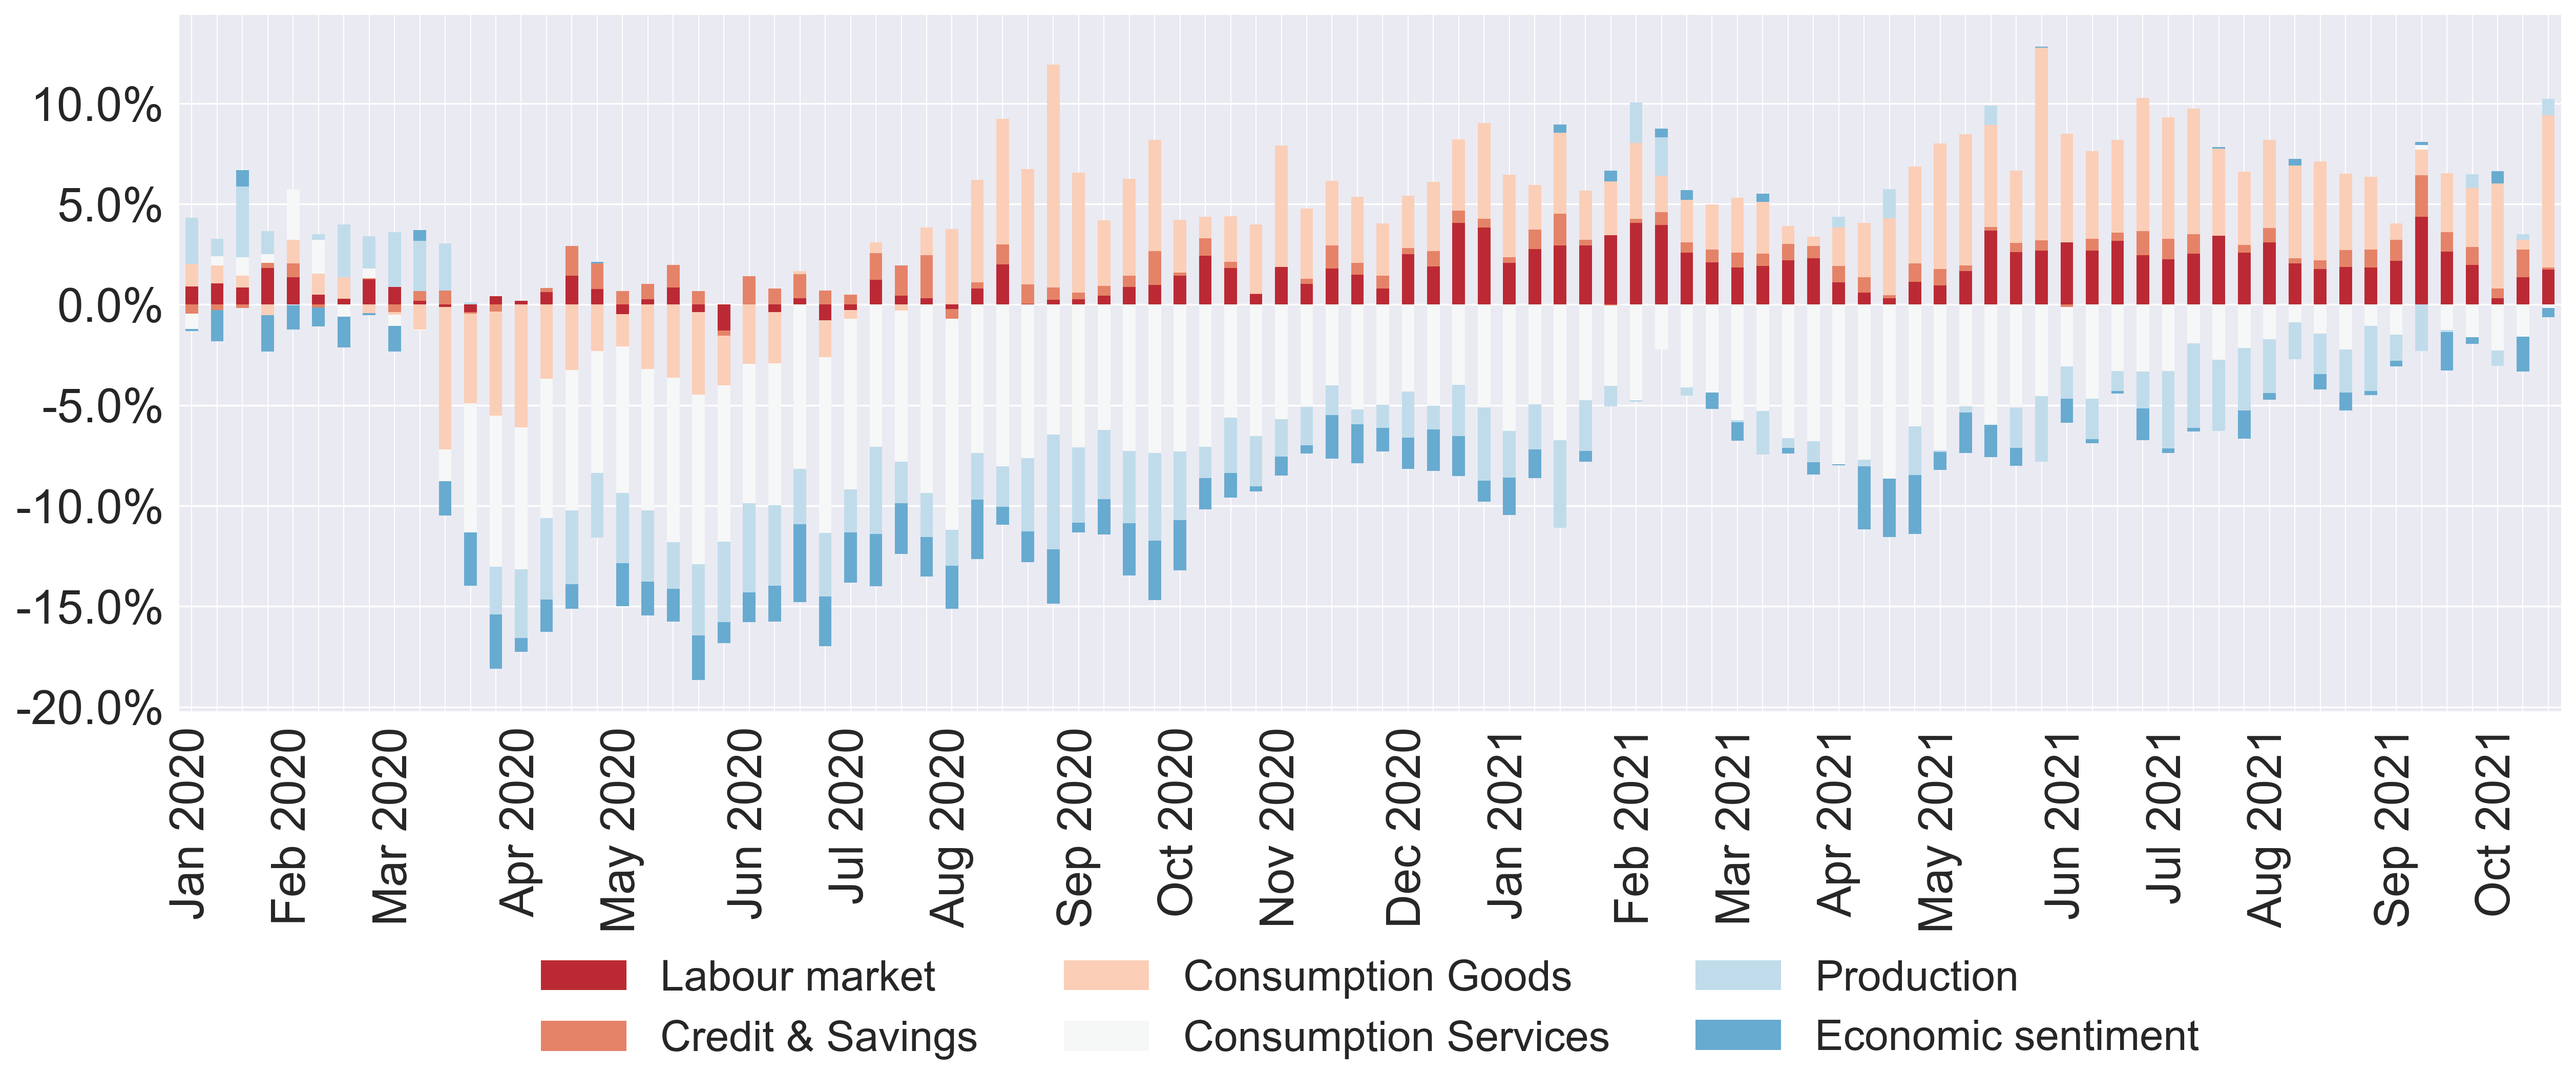 10.0%
5.0%
0.0%
-5.0%
-10.0%
-15.0%
-20.0%
Jan 2020
Feb 2020
Mar 2020
Apr 2020
May 2020
Jun 2020
Jul 2020
Aug 2020
Sep 2020
Oct 2020
Nov 2020
Dec 2020
Jan 2021
Feb 2021
Mar 2021
Apr 2021
May 2021
Jun 2021
Jul 2021
Aug 2021
Sep 2021
Oct 2021
Labour market
Consumption Goods
Production
Credit & Savings
Consumption Services
Economic sentiment